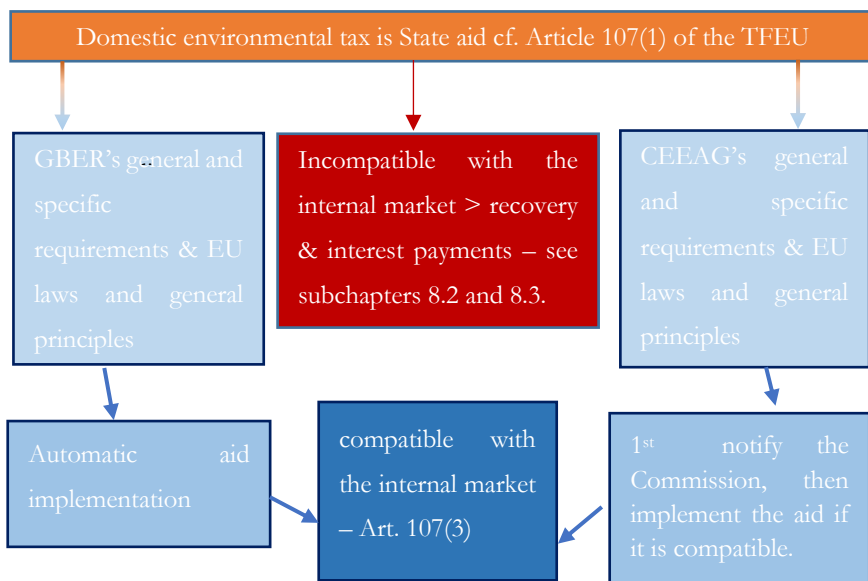 Domestic environmental tax is State aid cf. Article 107(1) of the TFEU
GBER's general and
specific
requirements & EU
laws and general
principles
Incompatible with the
internal market > recovery
& interest payments – see
subchapters 8.2 and 8.3.
CEEAG's general
and specific
requirements & EU
laws and general
principles
Automatic aid
implementation
compatible with
the internal market
– Art. 107(3)
1st notify the
Commission, then
implement the aid if
it is compatible.